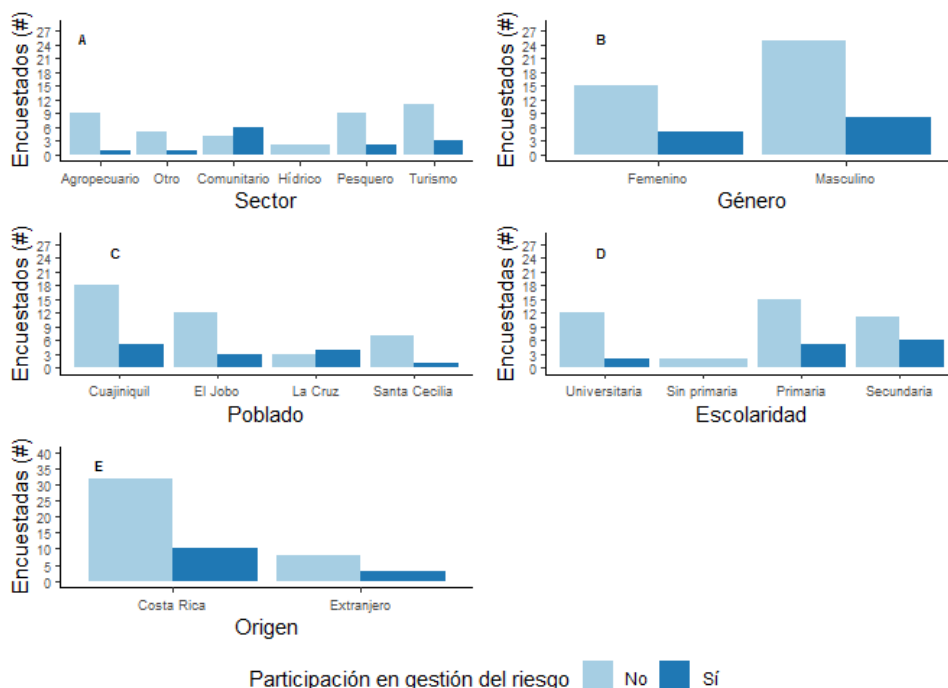 A
Encuestados (#)
27
24
21
18
15
12
9
6
3
0
Agropecuario Otro Comunitario Hídrico Pesquero Turismo
Sector
B
Encuestados (#)
27
24
21
18
15
12
9
6
3
0
Femenino Masculino
Género
C
Encuestados (#)
27
24
21
18
15
12
9
6
3
0
Cuajiniquil El Jobo La Cruz Santa Cecilia
Poblado
D
Encuestadas (#)
27
24
21
18
15
12
9
6
3
0
Universitaria Sin primaria Primaria Secundaria
Escolaridad
E
Encuestadas (#)
40
35
30
25
20
15
10
5
0
Costa Rica Extranjero
Origen
Participación en gestión del riesgo No Sí